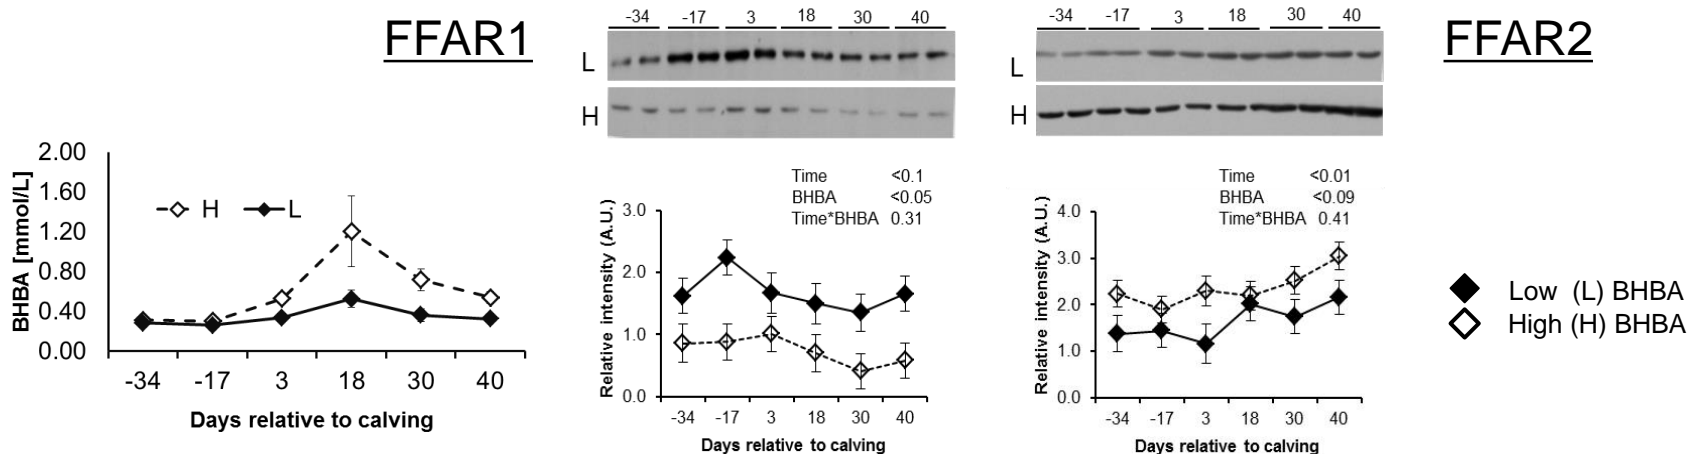 FFAR1
2.00
1.60
1.20
0.80
0.40
0.00
BHBA [mmol/L]
H L
-34 -17 3 18 30 40
Days relative to calving
-34 -17 3 18 30 40
L
H
Time <0.1
BHBA <0.05
Time*BHBA 0.31
3.0
2.0
1.0
0.0
Relative intensity (A.U.)
-34 -17 3 18 30 40
Days relative to calving
-34 -17 3 18 30 40
L
H
FFAR2
Time <0.01
BHBA <0.09
Time*BHBA 0.41
4.0
3.0
2.0
1.0
0.0
Relative intensity (A.U.)
-34 -17 3 18 30 40
Days relative to calving
Low (L) BHBA
High (H) BHBA